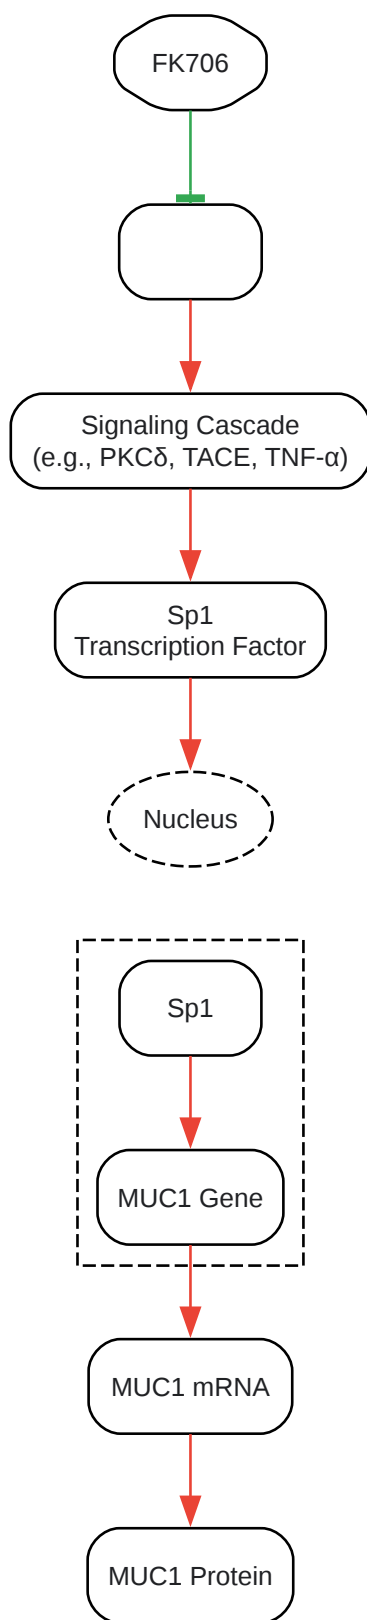 FK706
Signaling Cascade
(e.g., PKCδ, TACE, TNF-α)
Sp1
Transcription Factor
Nucleus
Sp1
MUC1 Gene
MUC1 mRNA
MUC1 Protein